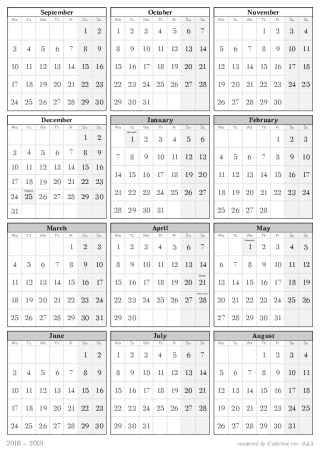 September
Mo Tu We Th Fr Sa Su
1 2
3 4 5 6 7 8 9
10 11 12 13 14 15 16
17 18 19 20 21 22 23
24 25 26 27 28 29 30
October
Mo Tu We Th Fr Sa Su
1 2 3 4 5 6 7
8 9 10 11 12 13 14
15 16 17 18 19 20 21
22 23 24 25 26 27 28
29 30 31
November
Mo Tu We Th Fr Sa Su
1 2 3 4
5 6 7 8 9 10 11
12 13 14 15 16 17 18
19 20 21 22 23 24 25
26 27 28 29 30
December
Mo Tu We Th Fr Sa Su
1 2
3 4 5 6 7 8 9
10 11 12 13 14 15 16
17 18 19 20 21 22 23
24 25 26 27 28 29 30
31
January
Mo Tu We Th Fr Sa Su
1 2 3 4 5 6
7 8 9 10 11 12 13
14 15 16 17 18 19 20
21 22 23 24 25 26 27
28 29 30 31
February
Mo Tu We Th Fr Sa Su
1 2 3
4 5 6 7 8 9 10
11 12 13 14 15 16 17
18 19 20 21 22 23 24
25 26 27 28
March
Mo Tu We Th Fr Sa Su
1 2 3
4 5 6 7 8 9 10
11 12 13 14 15 16 17
18 19 20 21 22 23 24
25 26 27 28 29 30 31
April
Mo Tu We Th Fr Sa Su
1 2 3 4 5 6 7
8 9 10 11 12 13 14
15 16 17 18 19 20 21
22 23 24 25 26 27 28
29 30
May
Mo Tu We Th Fr Sa Su
1 2 3 4 5
6 7 8 9 10 11 12
13 14 15 16 17 18 19
20 21 22 23 24 25 26
27 28 29 30 31
June
Mo Tu We Th Fr Sa Su
1 2
3 4 5 6 7 8 9
10 11 12 13 14 15 16
17 18 19 20 21 22 23
24 25 26 27 28 29 30
July
Mo Tu We Th Fr Sa Su
1 2 3 4 5 6 7
8 9 10 11 12 13 14
15 16 17 18 19 20 21
22 23 24 25 26 27 28
29 30 31
August
Mo Tu We Th Fr Sa Su
1 2 3 4
5 6 7 8 9 10 11
12 13 14 15 16 17 18
19 20 21 22 23 24 25
26 27 28 29 30 31
2018 – 2019
rendered by Callirhoe ver. 0.4.3